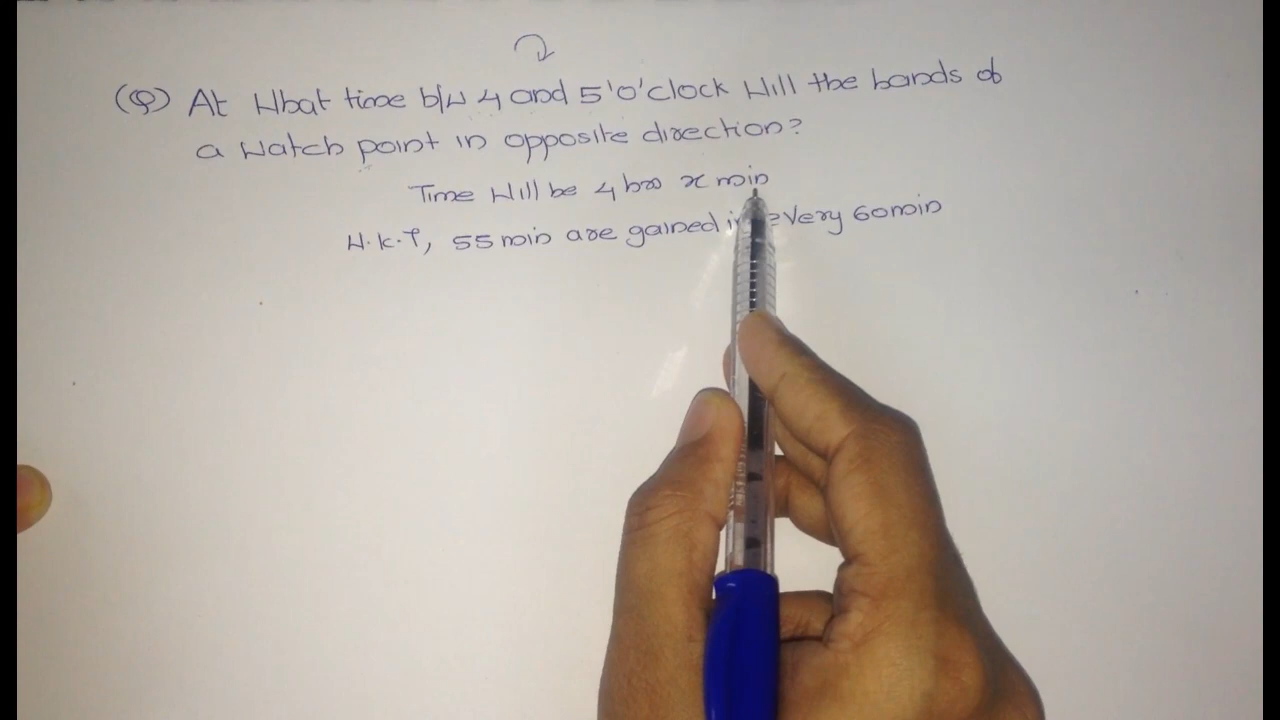 (Q) At What time b/w 4 and 5'o'clock Will the hands of
a Watch point in opposite direction?
Time Will be 4 hrs x min
W.K.T, 55 min are gained in every 60 min